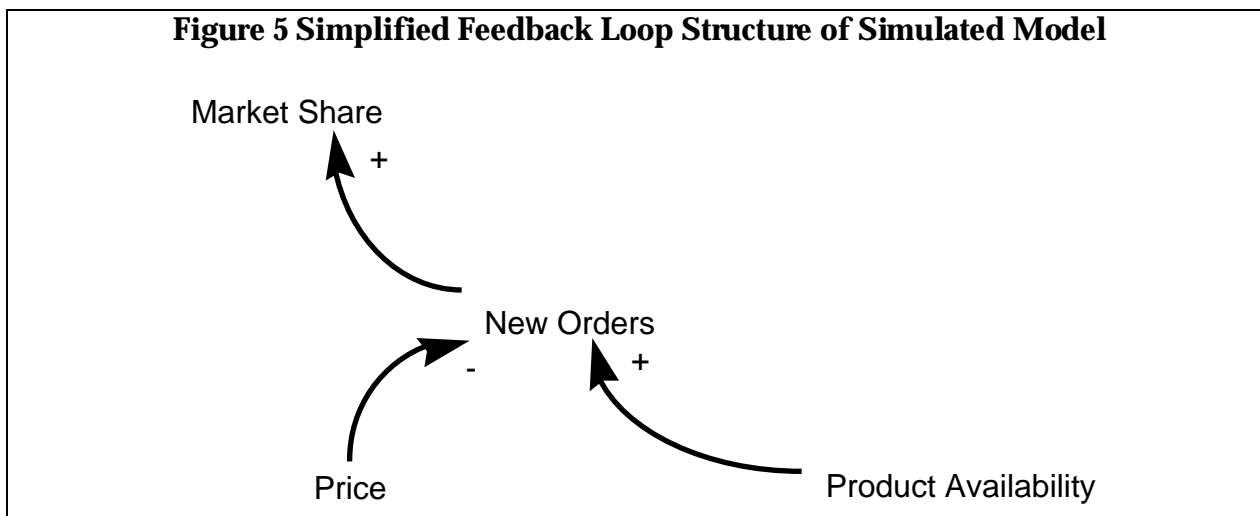 Figure 5 Simplified Feedback Loop Structure of Simulated Model
Market Share
+
New Orders
-
+
Price
Product Availability